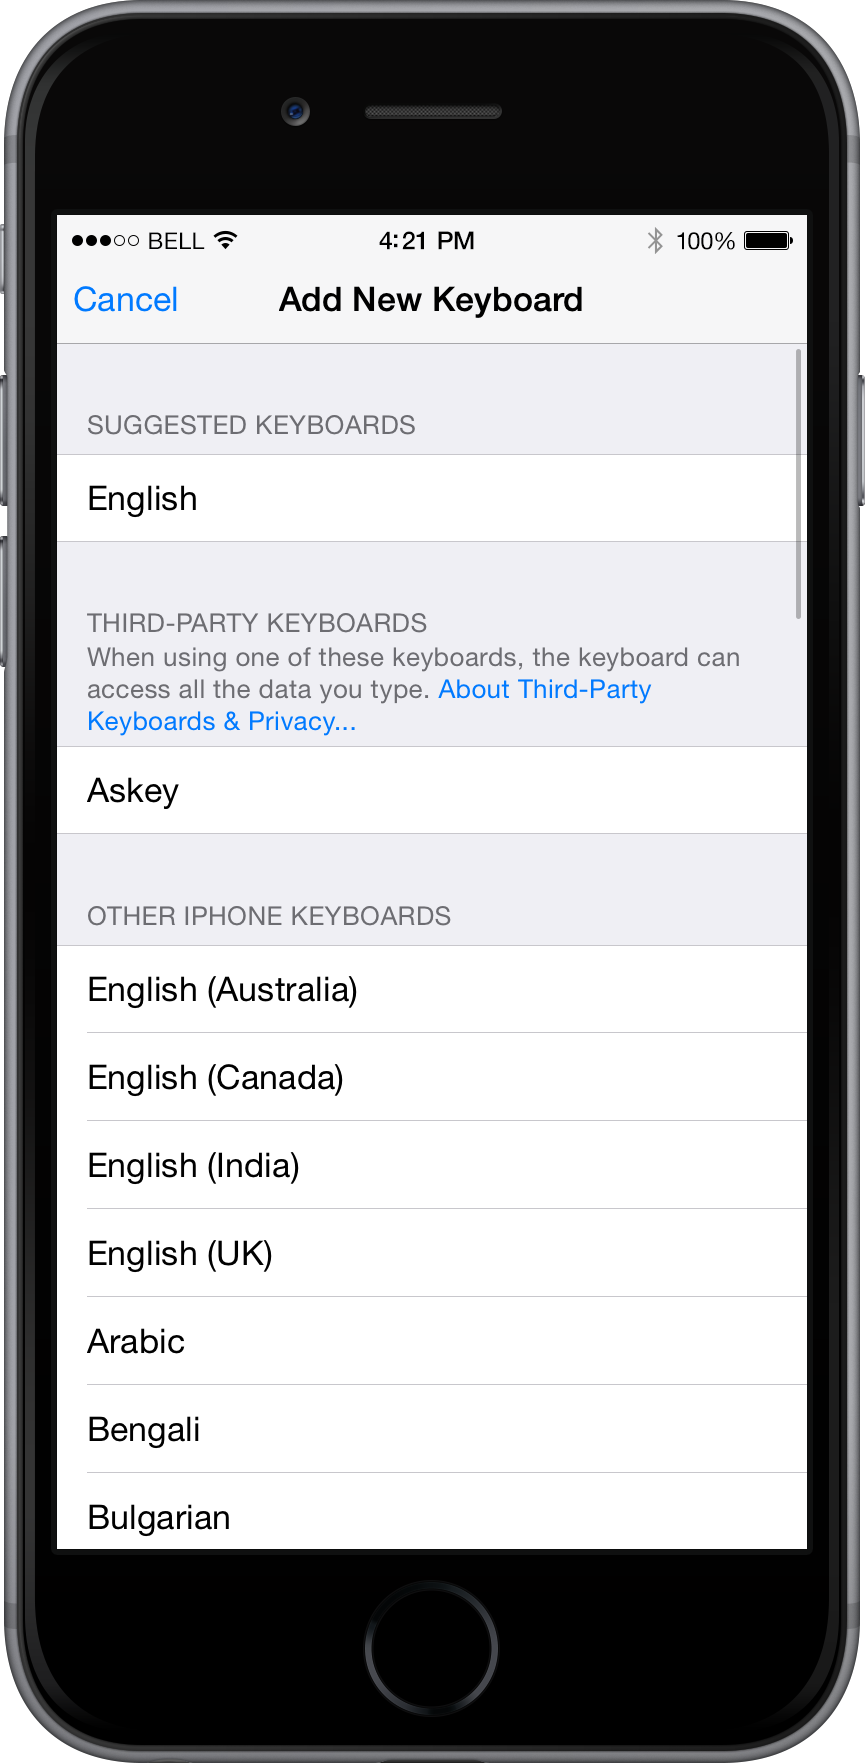 BELL 4:21 PM 100%
Cancel Add New Keyboard
SUGGESTED KEYBOARDS
English
THIRD-PARTY KEYBOARDS
When using one of these keyboards, the keyboard can
access all the data you type. About Third-Party
Keyboards & Privacy...
Askey
OTHER IPHONE KEYBOARDS
English (Australia)
English (Canada)
English (India)
English (UK)
Arabic
Bengali
Bulgarian